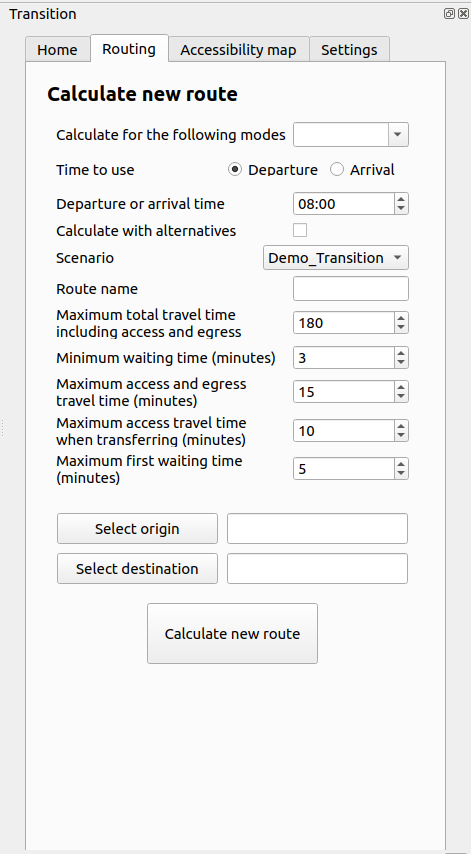 Transition
Home Routing Accessibility map Settings
Calculate new route
Calculate for the following modes
Time to use Departure Arrival
Departure or arrival time 08:00
Calculate with alternatives
Scenario Demo_Transition
Route name
Maximum total travel time
including access and egress 180
Minimum waiting time (minutes) 3
Maximum access and egress
travel time (minutes) 15
Maximum access travel time
when transferring (minutes) 10
Maximum first waiting time
(minutes) 5
Select origin
Select destination
Calculate new route